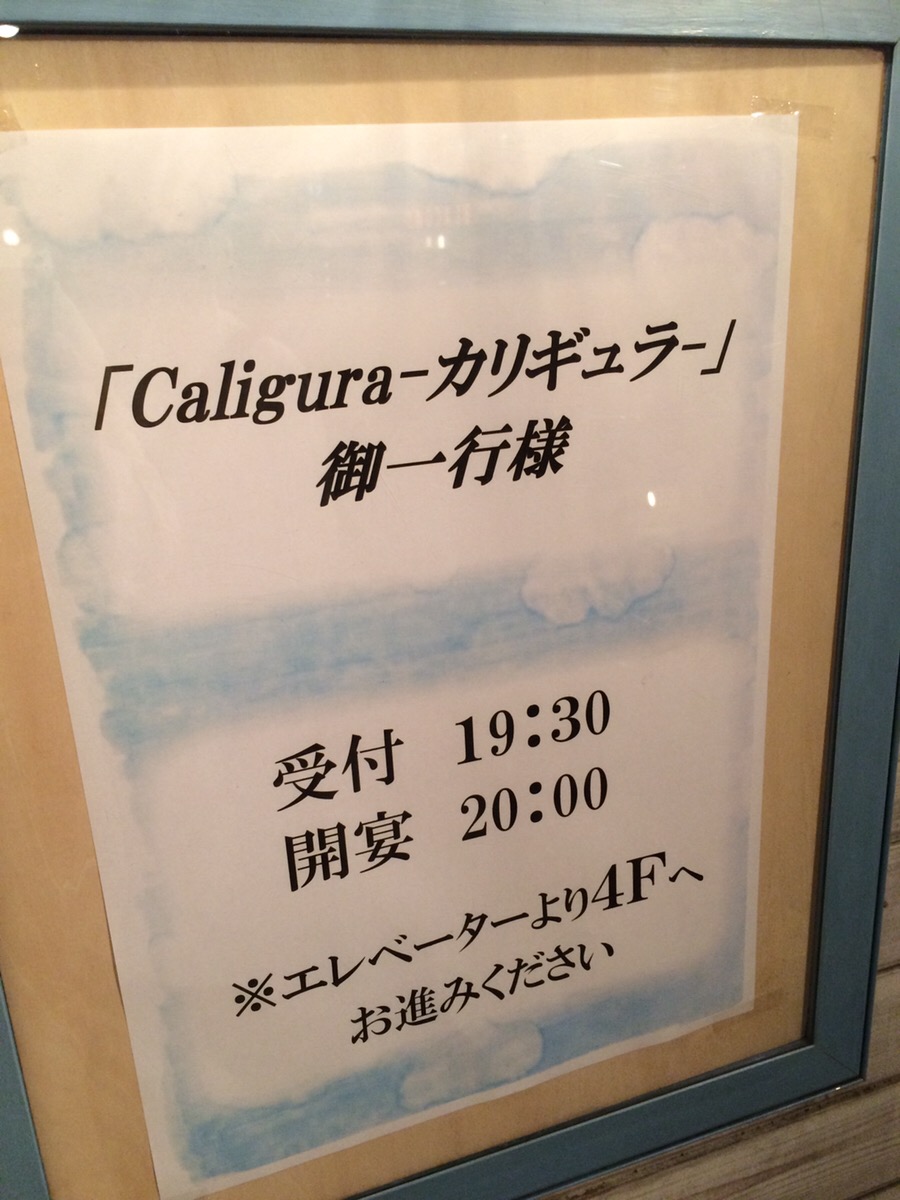 「Caligura-カリギュラ-」
御一行様
受付 19:30
開宴 20:00
※エレベーターより4Fへ
お進みください